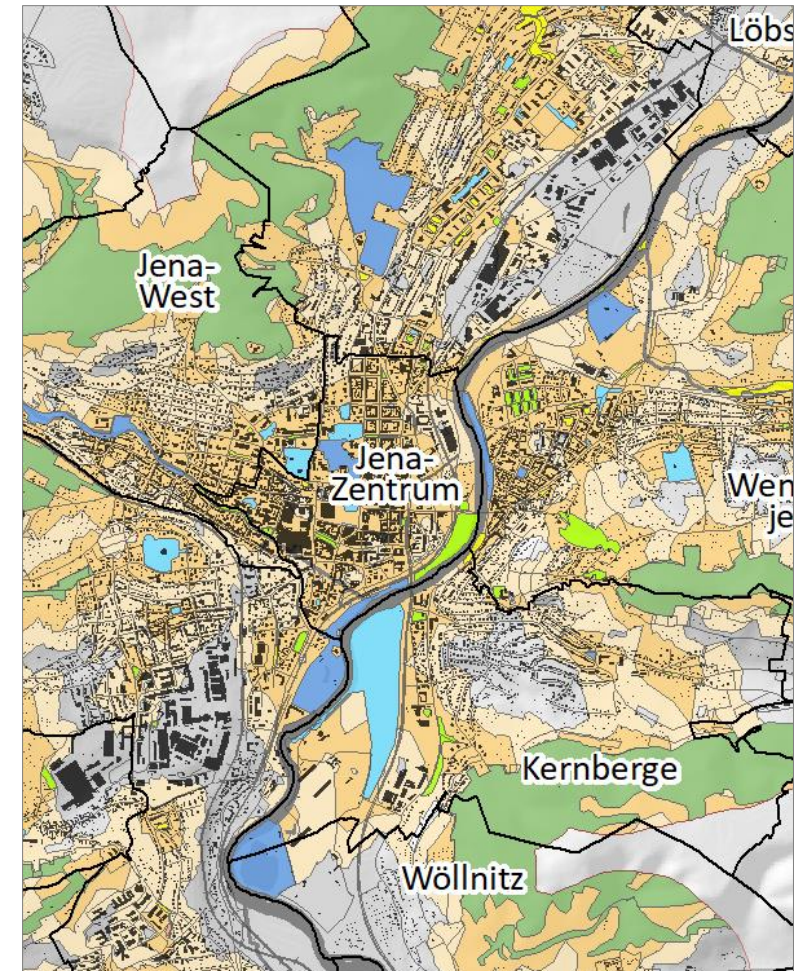 Löbs
Jena-
West
Jena-
Zentrum
Wen
je
Kernberge
Wöllnitz